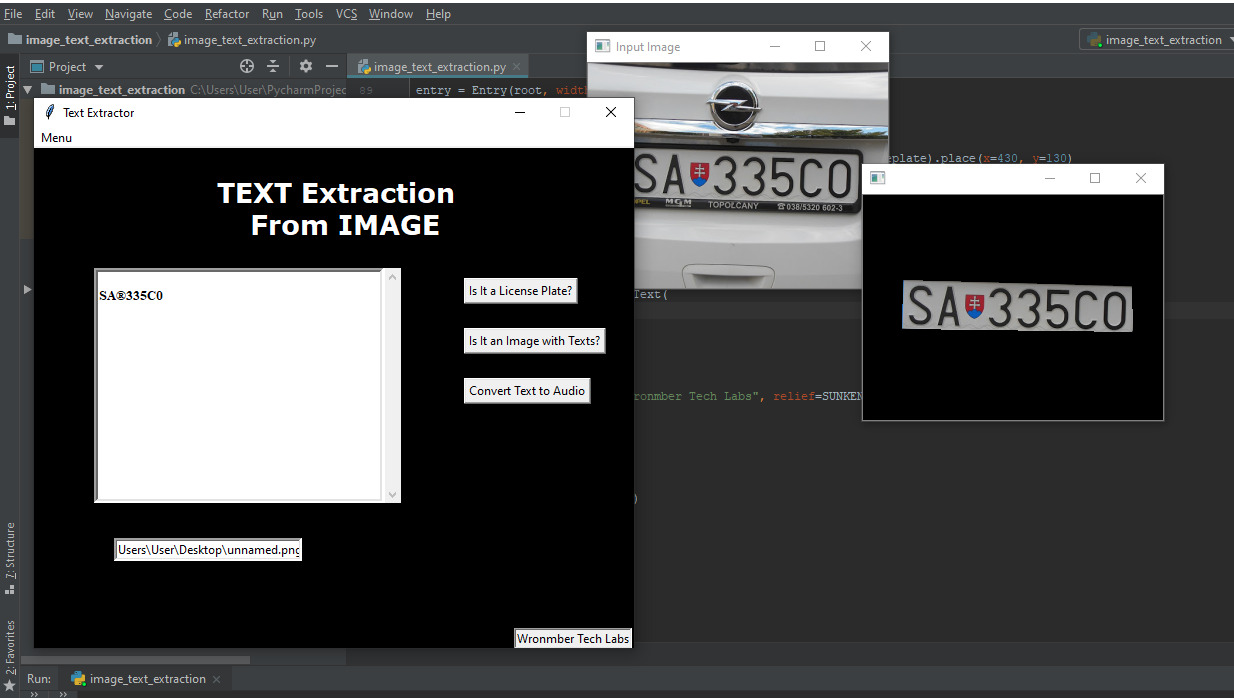 File Edit View Navigate Code Refactor Run Tools VCS Window Help
image_text_extraction image_text_extraction.py
image_text_extraction
Project
image_text_extraction.py
image_text_extraction C:\Users\User\PycharmProjec
89
entry = Entry(root, widt
plate).place(x=430, y=130)
Text(
ronmber Tech Labs", relief=SUNKEN
)
1: Project
7: Structure
2: Favorites
Text Extractor
Menu
TEXT Extraction
From IMAGE
SA®335C0
Is It a License Plate?
Is It an Image with Texts?
Convert Text to Audio
Users\User\Desktop\unnamed.png
Wronmber Tech Labs
Input Image
SA 335CO
OPEL MGM TOPOĽČANY ☎038/5320 602-3
SA 335CO
Run: image_text_extraction